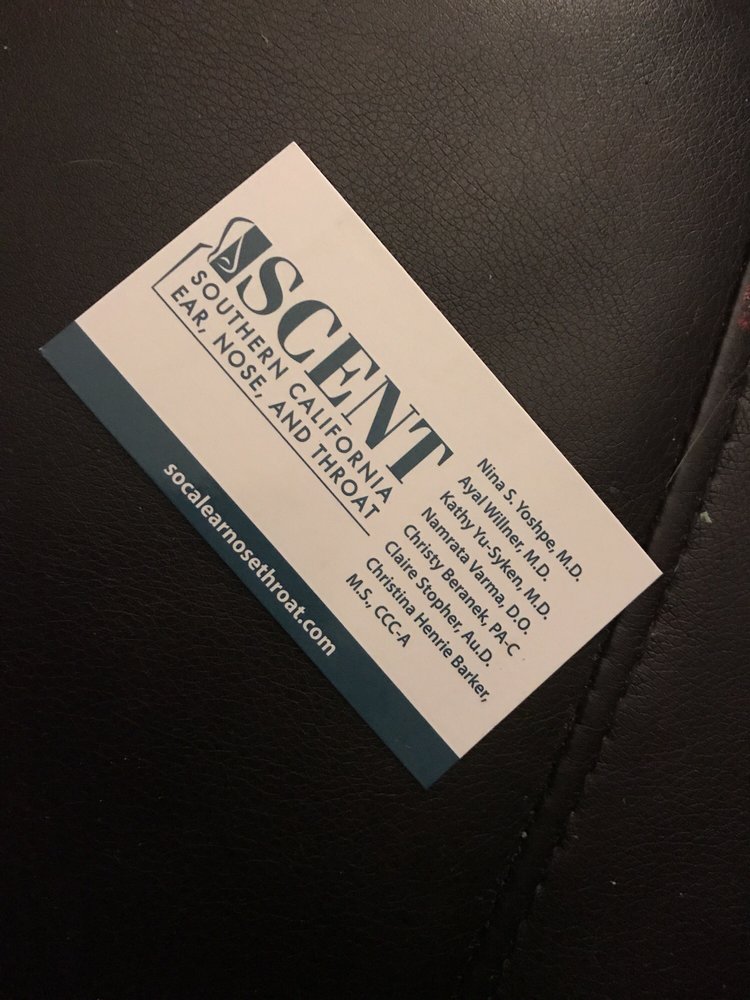 SCENT
SOUTHERN CALIFORNIA
EAR, NOSE, AND THROAT
Nina S. Yoshpe, M.D.
Ayal Willner, M.D.
Kathy Yu-Syken, M.D.
Namrata Varma, D.O.
Christy Beranek, PA-C
Claire Stopher, Au.D.
Christina Henrie Barker,
M.S., CCC-A
socalearnosethroat.com